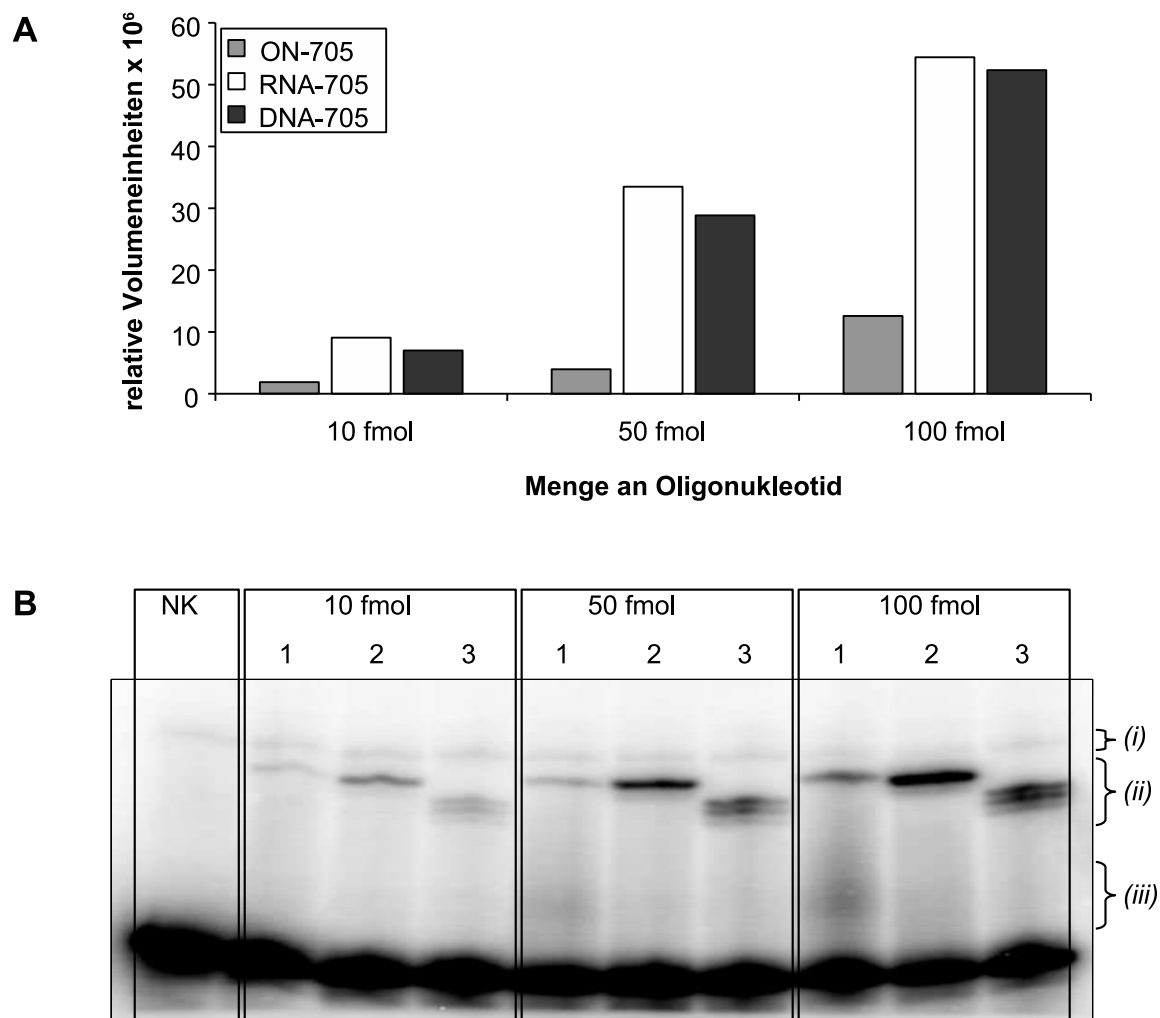 A
relative Volumeneinheiten x 10⁶
60
50
40
30
20
10
0
ON-705
RNA-705
DNA-705
10 fmol
50 fmol
100 fmol
Menge an Oligonukleotid
B
NK
10 fmol
50 fmol
100 fmol
1 2 3
1 2 3
1 2 3
(i)
(ii)
(iii)